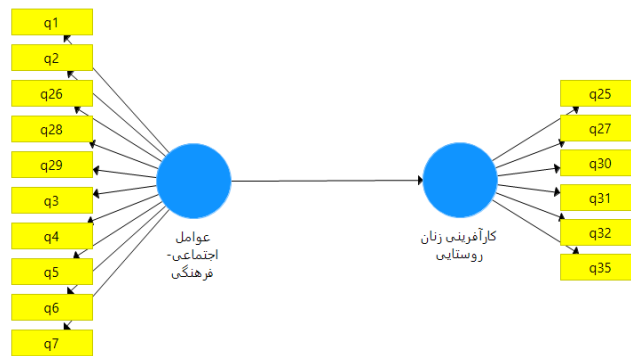 q1
q2
q26
q28
q29
q3
q4
q5
q6
q7
عوامل
اجتماعی-
فرهنگی
کارآفرینی زنان
روستایی
q25
q27
q30
q31
q32
q35